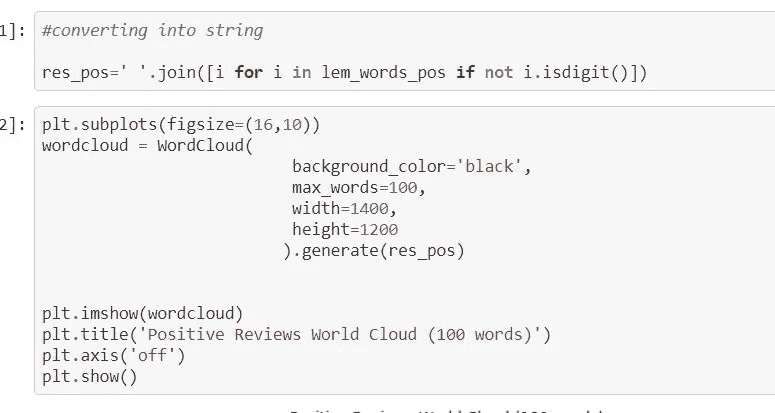 1]: #converting into string
res_pos=' '.join([i for i in lem_words_pos if not i.isdigit()])
2]: plt.subplots(figsize=(16,10))
wordcloud = WordCloud(
background_color='black',
max_words=100,
width=1400,
height=1200
).generate(res_pos)
plt.imshow(wordcloud)
plt.title('Positive Reviews World Cloud (100 words)')
plt.axis('off')
plt.show()